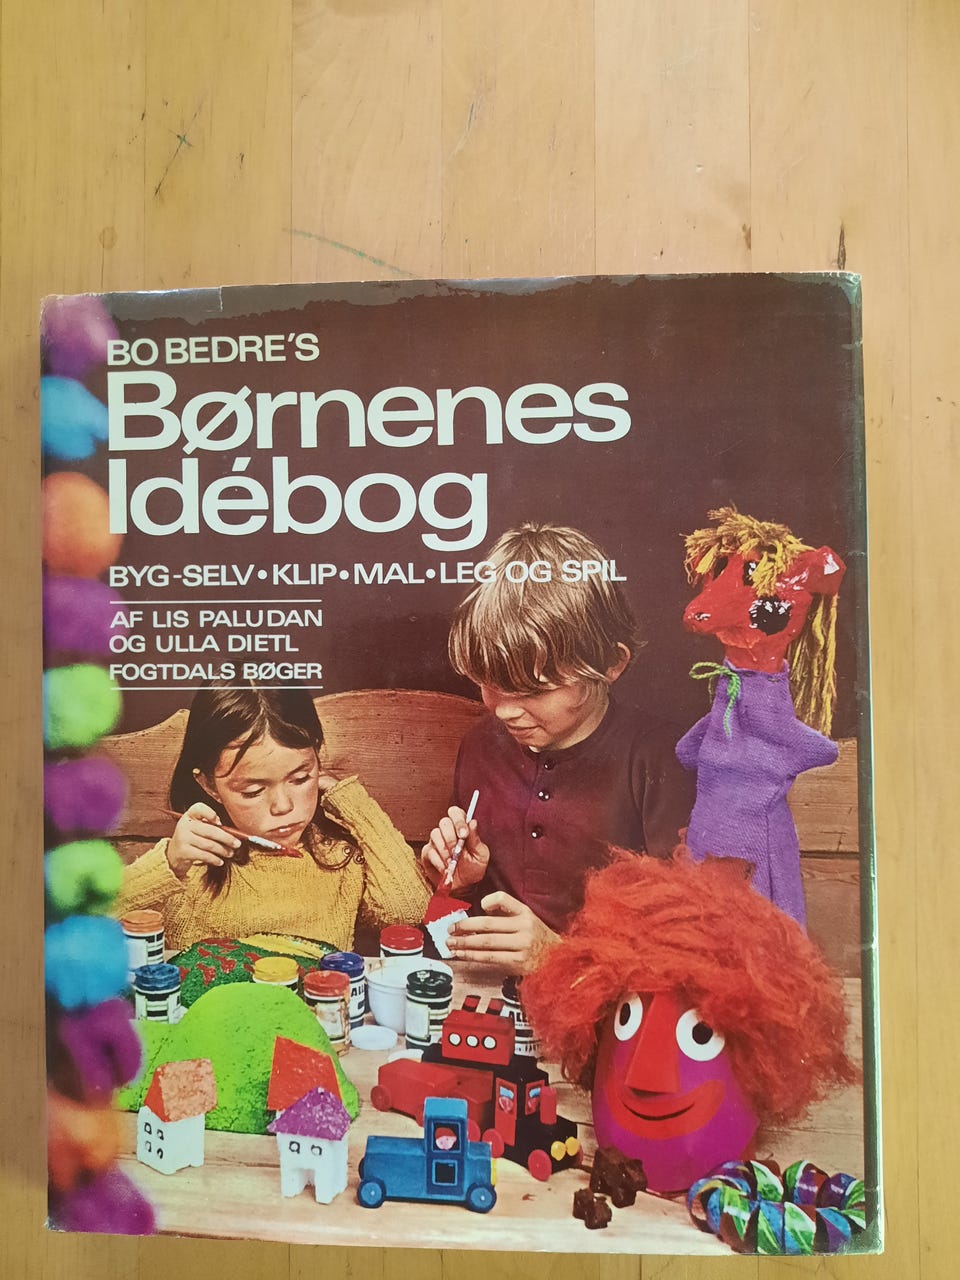 BO BEDRE'S
Børnenes
Idébog
BYG-SELV•KLIP•MAL•LEG OG SPIL
AF LIS PALUDAN
OG ULLA DIETL
FOGTDALS BØGER